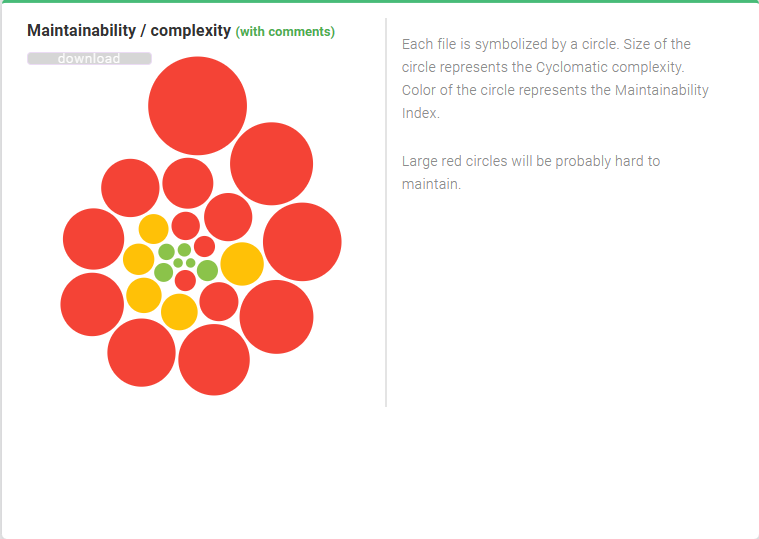 Maintainability / complexity (with comments)
download
Each file is symbolized by a circle. Size of the
circle represents the Cyclomatic complexity.
Color of the circle represents the Maintainability
Index.
Large red circles will be probably hard to
maintain.